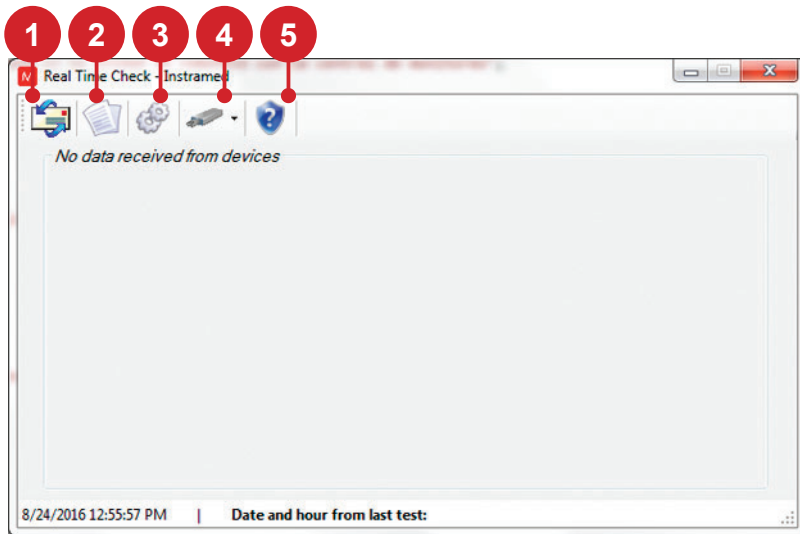 1 2 3 4 5
Real Time Check - Instramed
No data received from devices
8/24/2016 12:55:57 PM | Date and hour from last test: